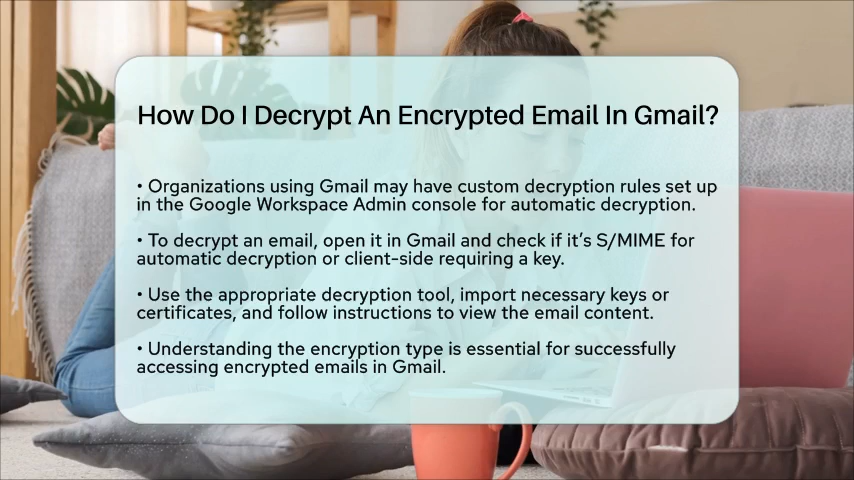 How Do I Decrypt An Encrypted Email In Gmail?
• Organizations using Gmail may have custom decryption rules set up
in the Google Workspace Admin console for automatic decryption.
• To decrypt an email, open it in Gmail and check if it’s S/MIME for
automatic decryption or client-side requiring a key.
• Use the appropriate decryption tool, import necessary keys or
certificates, and follow instructions to view the email content.
• Understanding the encryption type is essential for successfully
accessing encrypted emails in Gmail.